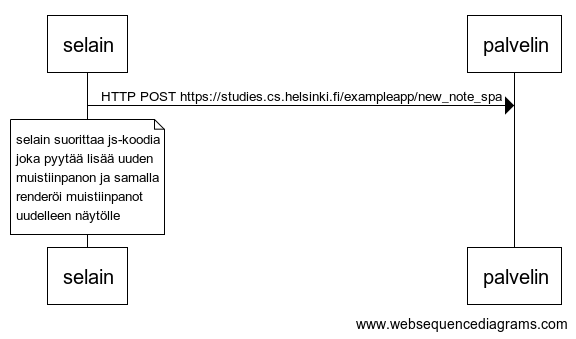 selain
palvelin
HTTP POST https://studies.cs.helsinki.fi/exampleapp/new_note_spa
selain suorittaa js-koodia
joka pyytää lisää uuden
muistiinpanon ja samalla
renderöi muistiinpanot
uudelleen näytölle
selain
palvelin
www.websequencediagrams.com